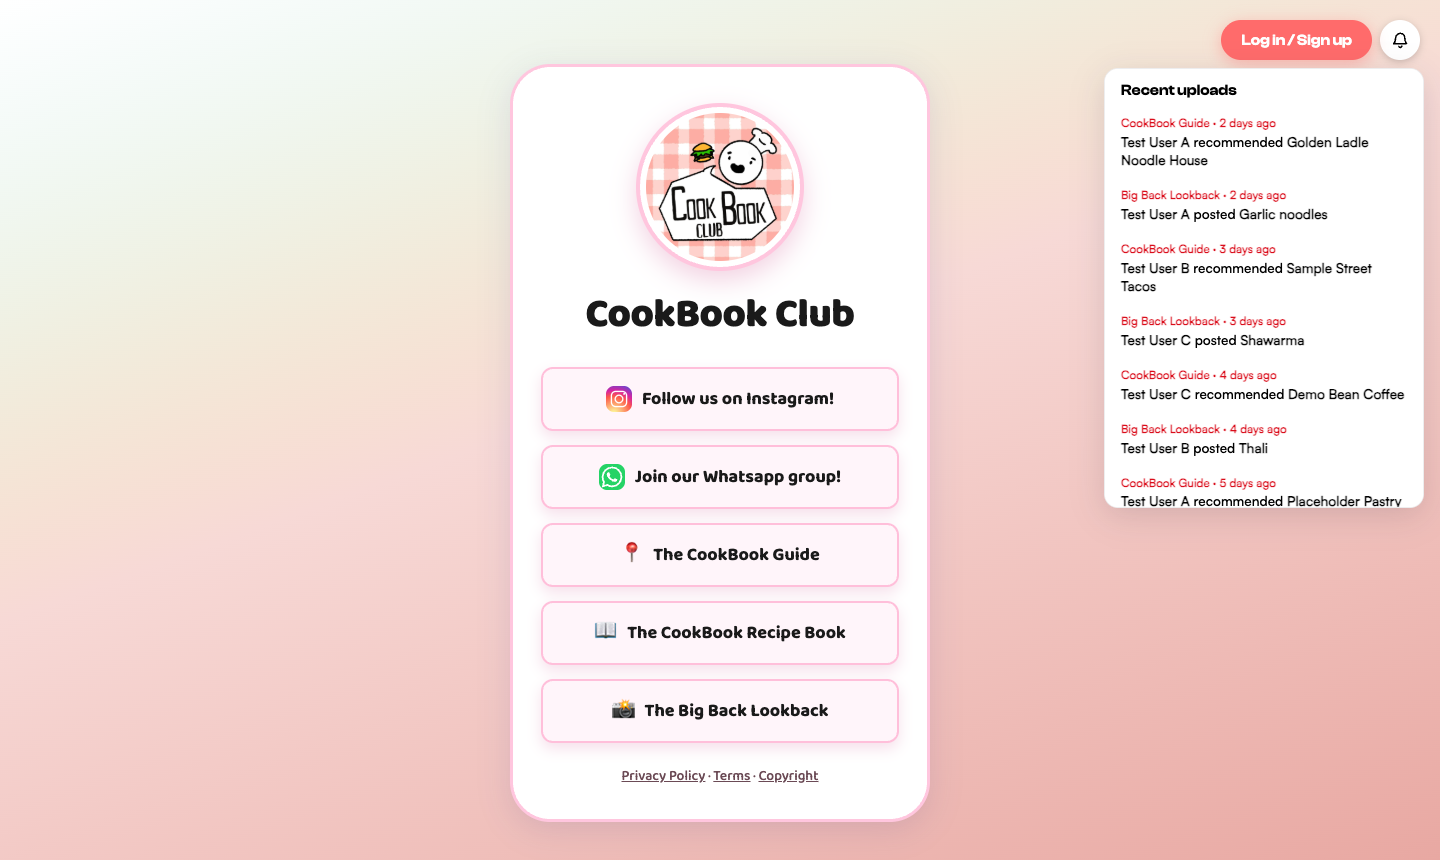 Log in / Sign up
Recent uploads
CookBook Guide • 2 days ago
Test User A recommended Golden Ladle
Noodle House
Big Back Lookback • 2 days ago
Test User A posted Garlic noodles
CookBook Guide • 3 days ago
Test User B recommended Sample Street
Tacos
Big Back Lookback • 3 days ago
Test User C posted Shawarma
CookBook Guide • 4 days ago
Test User C recommended Demo Bean Coffee
Big Back Lookback • 4 days ago
Test User B posted Thali
CookBook Guide • 5 days ago
Test User A recommended Placeholder Pastry
COOK BOOK
CLUB
CookBook Club
Follow us on Instagram!
Join our Whatsapp group!
The CookBook Guide
The CookBook Recipe Book
The Big Back Lookback
Privacy Policy · Terms · Copyright